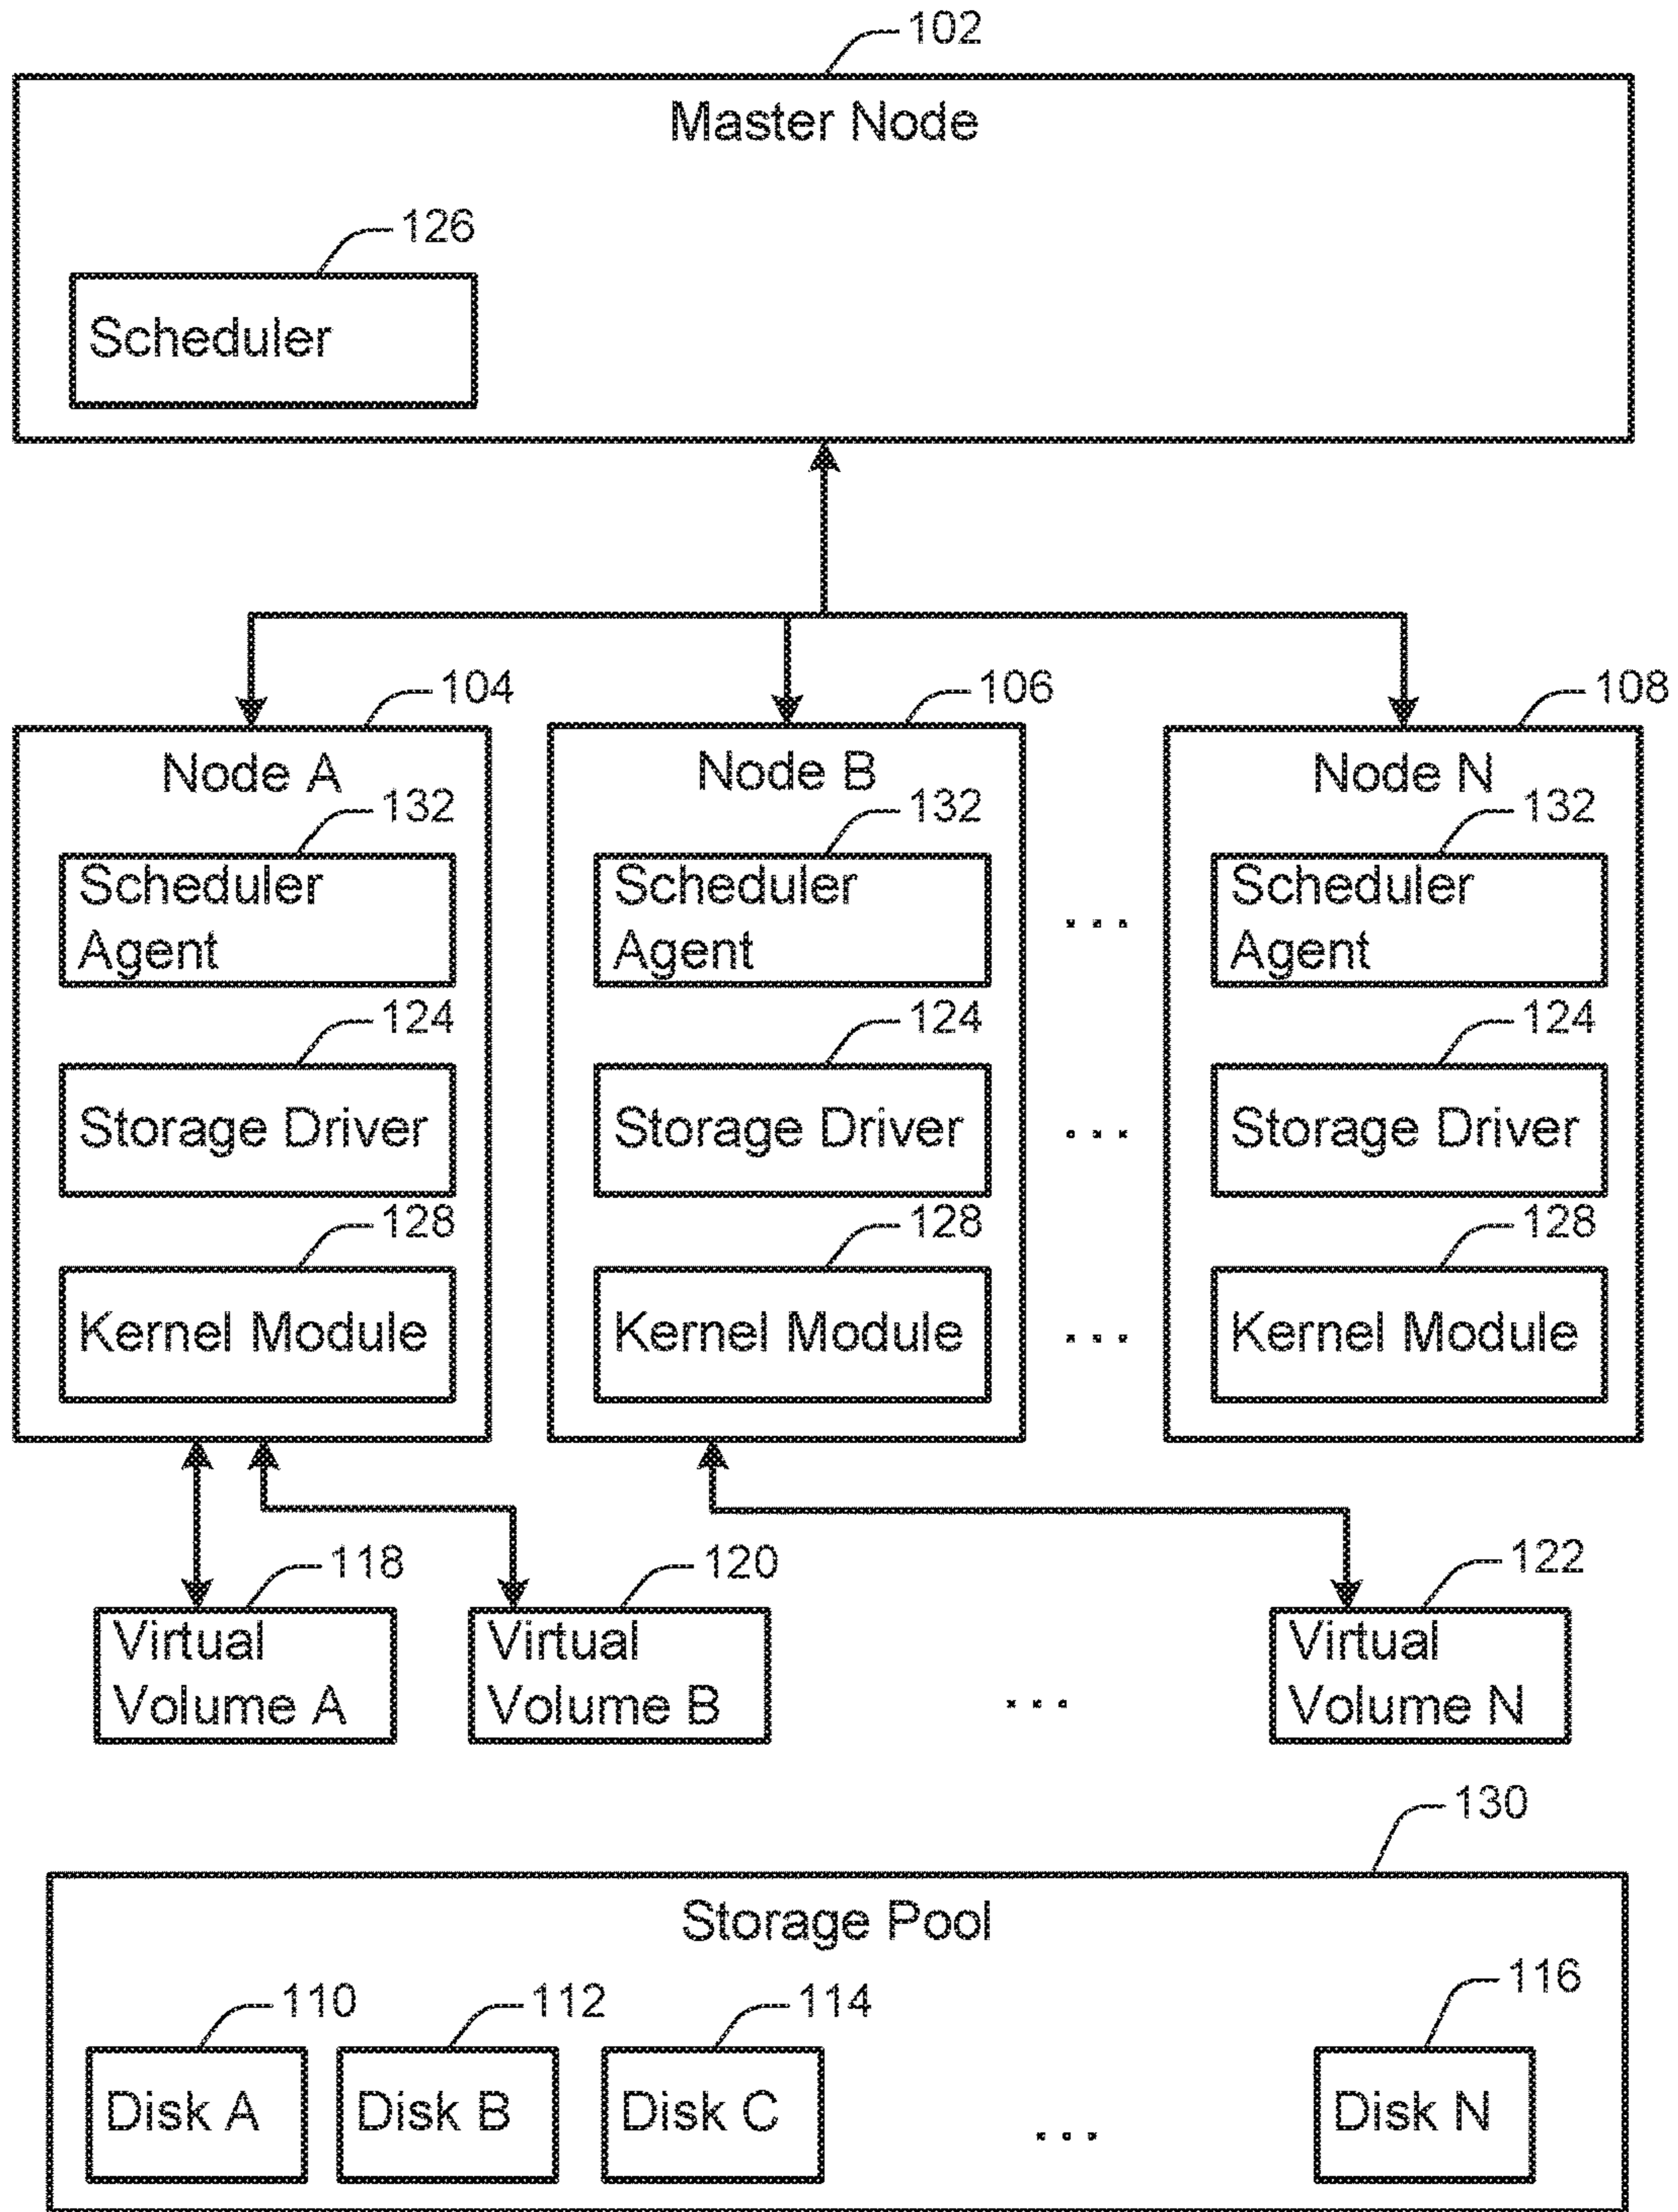 102
Master Node
126
Scheduler
104
106
108
Node A
Node B
Node N
132
132
132
Scheduler
Agent
Scheduler
Agent
...
Scheduler
Agent
124
124
124
Storage Driver
Storage Driver
...
Storage Driver
128
128
128
Kernel Module
Kernel Module
...
Kernel Module
118
120
122
Virtual
Volume A
Virtual
Volume B
...
Virtual
Volume N
130
Storage Pool
110
112
114
116
Disk A
Disk B
Disk C
...
Disk N